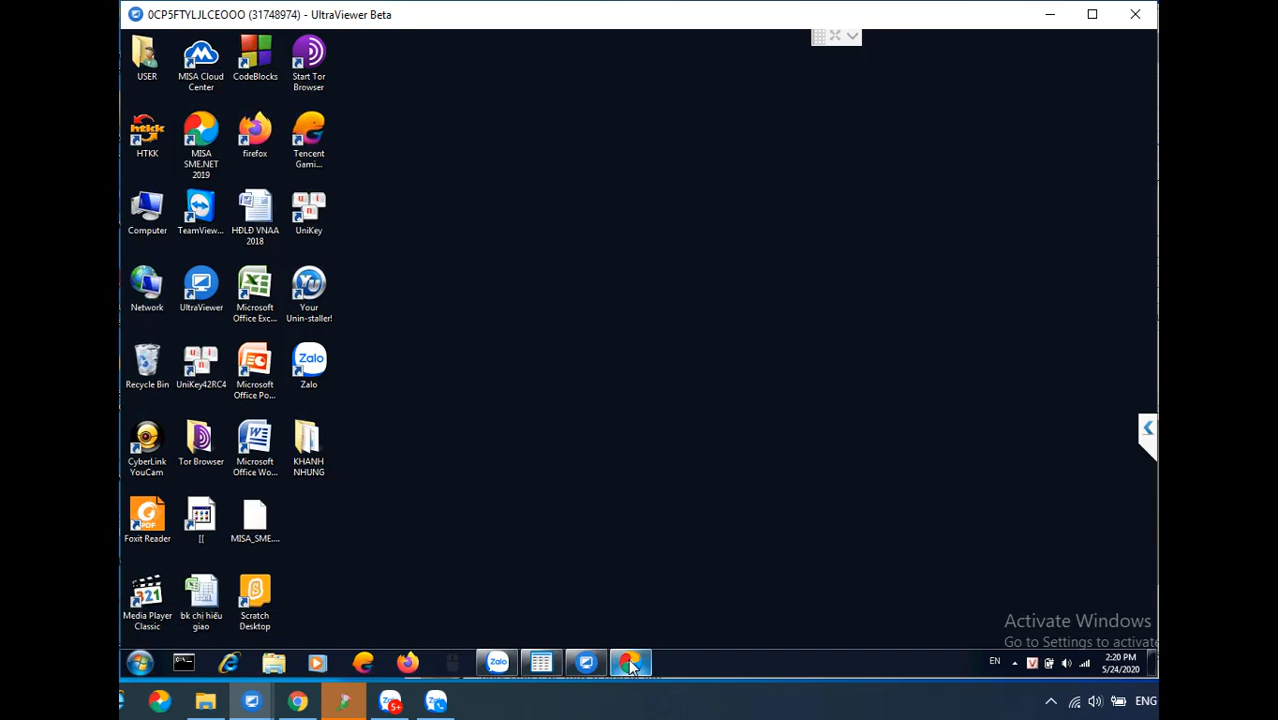 0CP5FTYLJLCEOOO (31748974) - UltraViewer Beta
USER
MISA Cloud
Center
CodeBlocks
Start Tor
Browser
HTKK
MISA
SME.NET
2019
firefox
Tencent
Gami...
Computer
TeamView...
HĐLĐ VNAA
2018
UniKey
Network
UltraViewer
Microsoft
Office Exc...
Your
Unin-staller!
Recycle Bin
UniKey42RC4
Microsoft
Office Po...
Zalo
Zalo
CyberLink
YouCam
Tor Browser
Microsoft
Office Wo...
KHANH
NHUNG
Foxit Reader
[[
MISA_SME....
Media Player
Classic
bk chị hiếu
giao
Scratch
Desktop
Activate Windows
Go to Settings to activate
Zalo
EN
2:20 PM
5/24/2020
5+
ENG